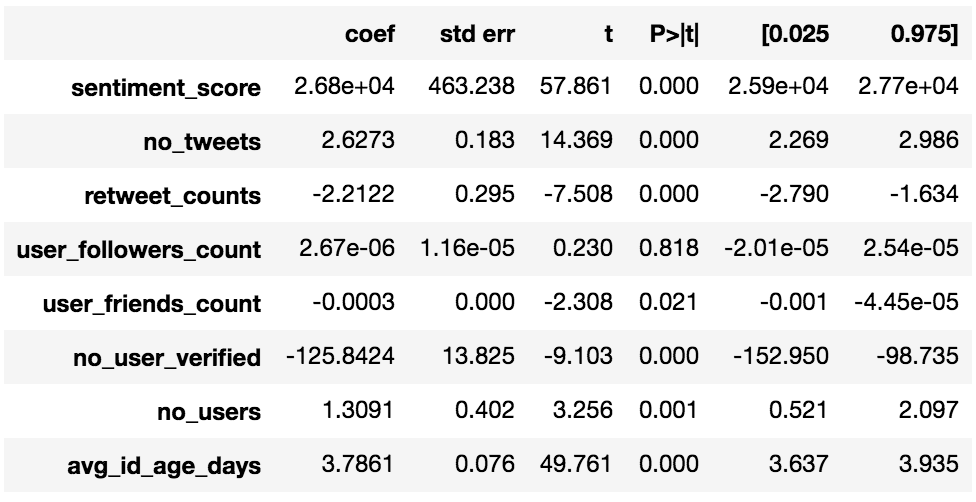 coef std err t P>|t| [0.025 0.975]
sentiment_score 2.68e+04 463.238 57.861 0.000 2.59e+04 2.77e+04
no_tweets 2.6273 0.183 14.369 0.000 2.269 2.986
retweet_counts -2.2122 0.295 -7.508 0.000 -2.790 -1.634
user_followers_count 2.67e-06 1.16e-05 0.230 0.818 -2.01e-05 2.54e-05
user_friends_count -0.0003 0.000 -2.308 0.021 -0.001 -4.45e-05
no_user_verified -125.8424 13.825 -9.103 0.000 -152.950 -98.735
no_users 1.3091 0.402 3.256 0.001 0.521 2.097
avg_id_age_days 3.7861 0.076 49.761 0.000 3.637 3.935